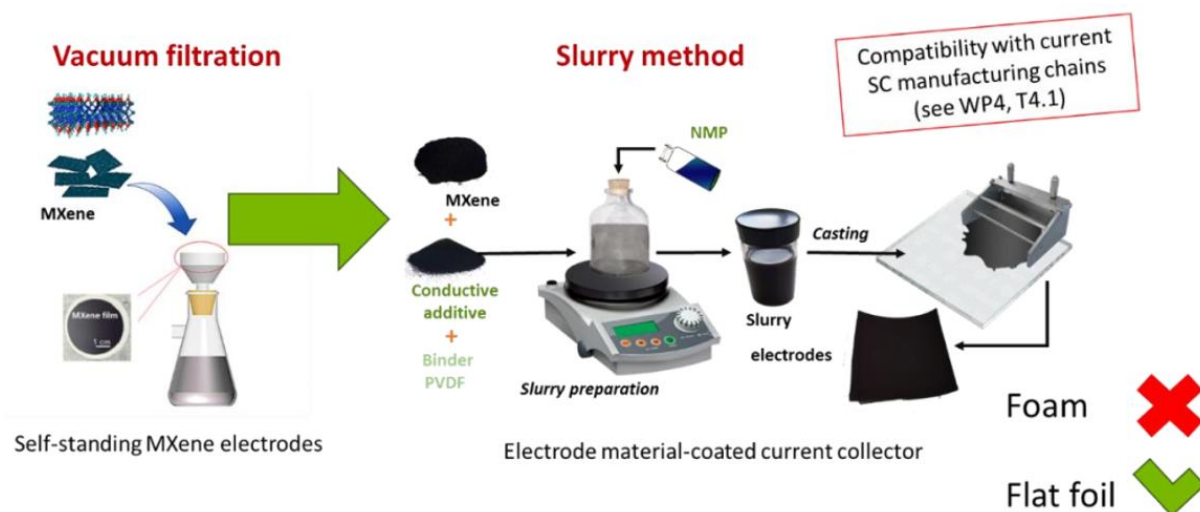 Vacuum filtration
MXene
MXene film
1 cm
Self-standing MXene electrodes
Slurry method
Compatibility with current
SC manufacturing chains
(see WP4, T4.1)
NMP
MXene
+
Conductive
additive
+
Binder
PVDF
Slurry preparation
Casting
Slurry
electrodes
Electrode material-coated current collector
Foam
Flat foil